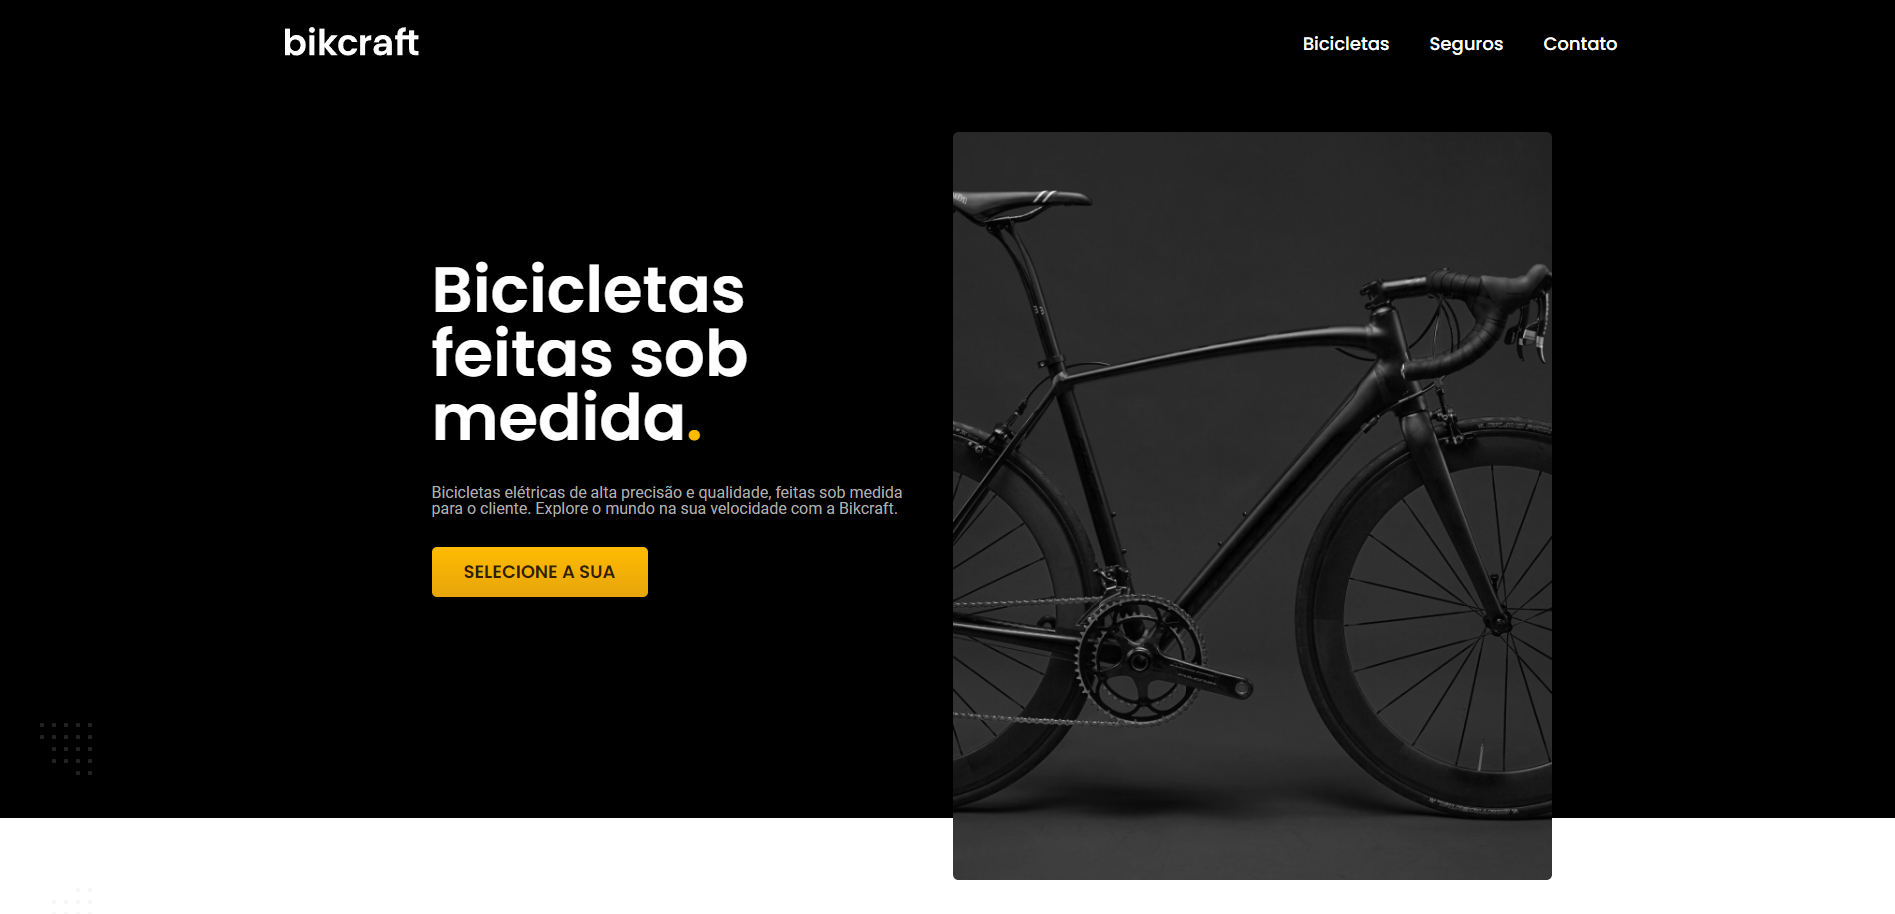 bikcraft
Bicicletas
Seguros
Contato
Bicicletas
feitas sob
medida.
Bicicletas elétricas de alta precisão e qualidade, feitas sob medida
para o cliente. Explore o mundo na sua velocidade com a Bikcraft.
SELECIONE A SUA